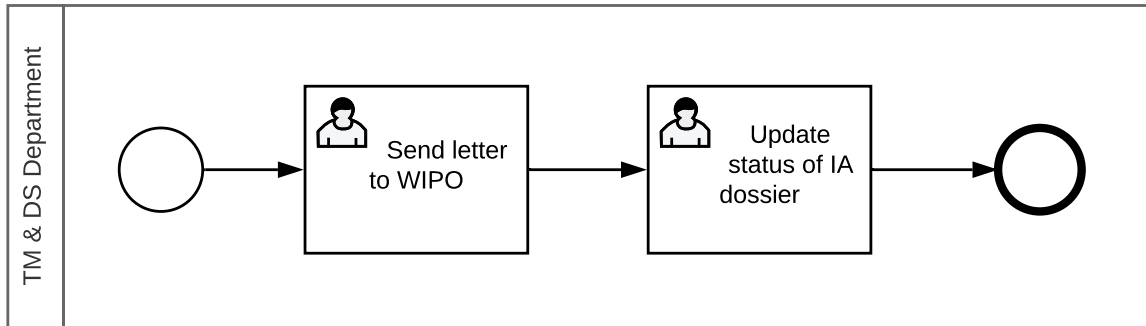 TM & DS Department
Send letter
to WIPO
Update
status of IA
dossier